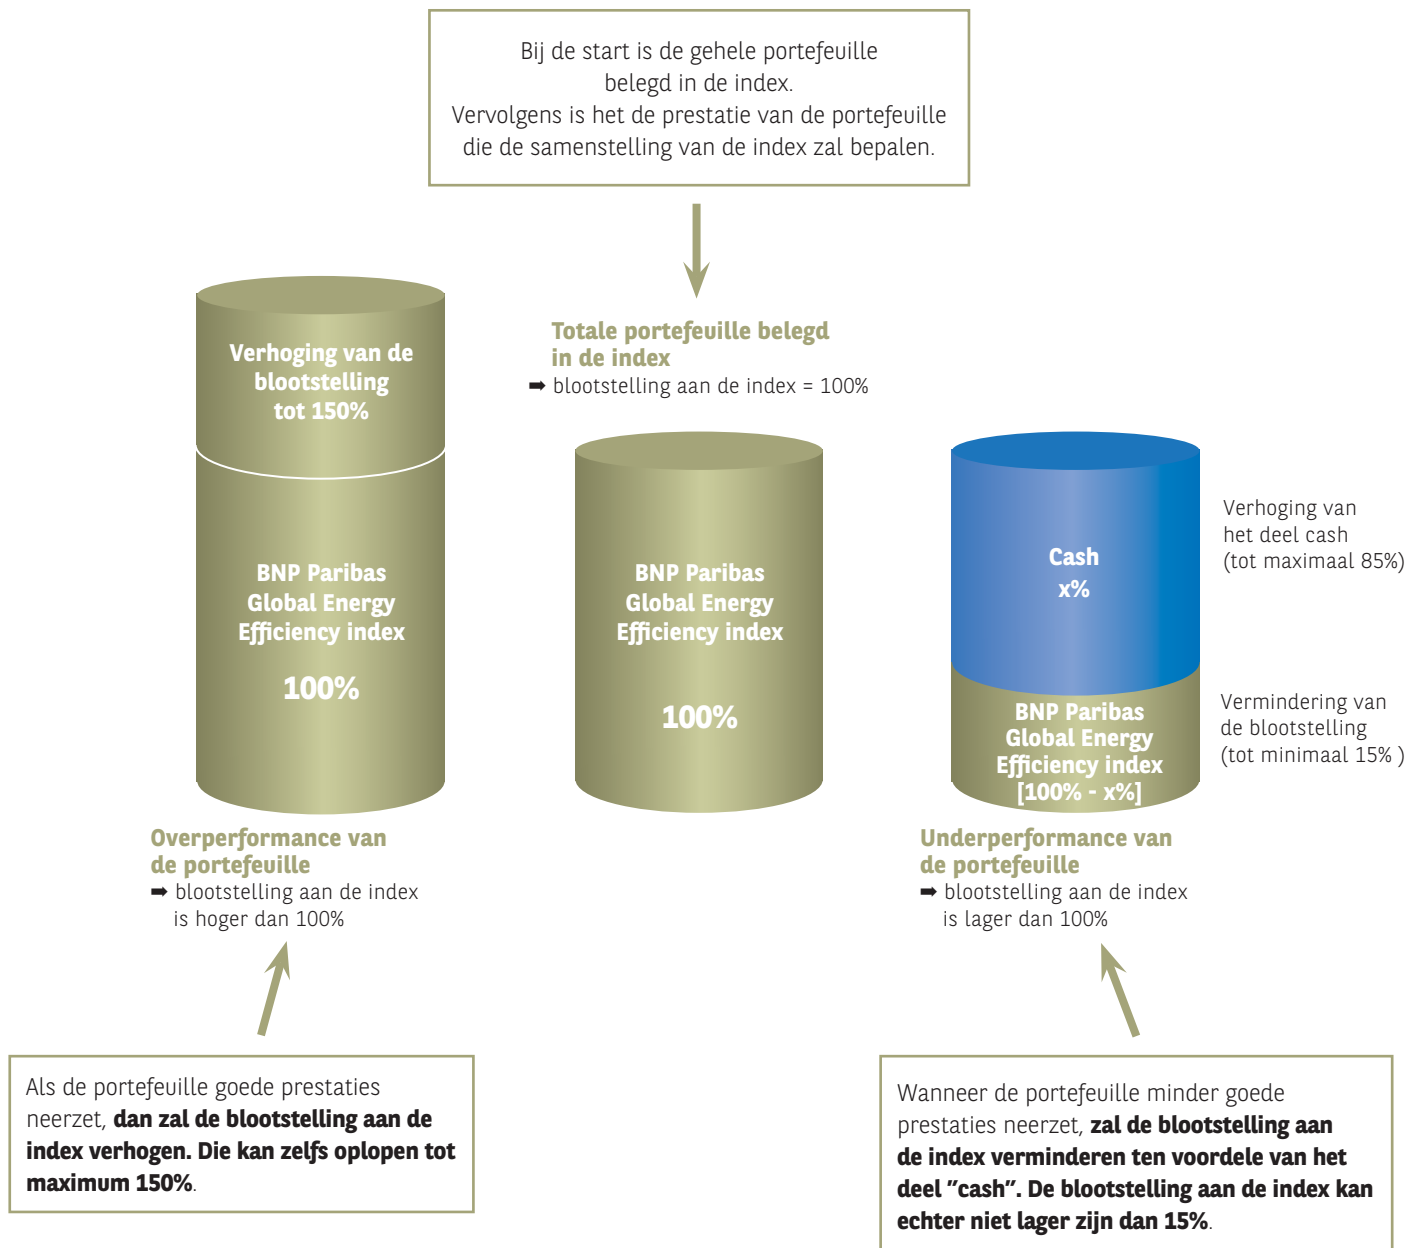 Bij de start is de gehele portefeuille
belegd in de index.
Vervolgens is het de prestatie van de portefeuille
die de samenstelling van de index zal bepalen.
Verhoging van de
blootstelling
tot 150%
BNP Paribas
Global Energy
Efficiency index
100%
Overperformance van
de portefeuille
➡ blootstelling aan de index
is hoger dan 100%
Totale portefeuille belegd
in de index
➡ blootstelling aan de index = 100%
BNP Paribas
Global Energy
Efficiency index
100%
Cash
x%
BNP Paribas
Global Energy
Efficiency index
[100% - x%]
Verhoging van
het deel cash
(tot maximaal 85%)
Vermindering van
de blootstelling
(tot minimaal 15% )
Underperformance van
de portefeuille
➡ blootstelling aan de index
is lager dan 100%
Als de portefeuille goede prestaties
neerzet, dan zal de blootstelling aan de
index verhogen. Die kan zelfs oplopen tot
maximum 150%.
Wanneer de portefeuille minder goede
prestaties neerzet, zal de blootstelling aan
de index verminderen ten voordele van het
deel ”cash”. De blootstelling aan de index kan
echter niet lager zijn dan 15%.